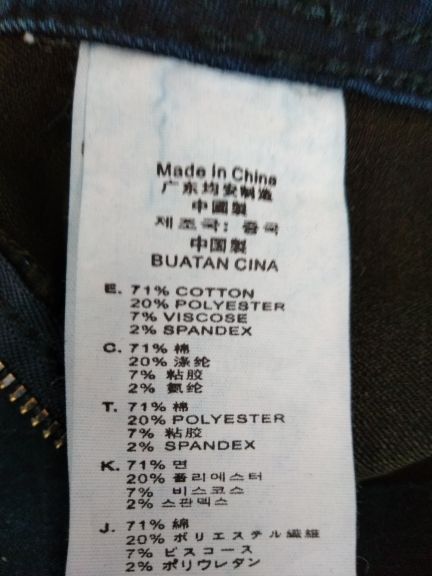 Made in China
广东均安制造
中國製
제조국: 중국
中国製
BUATAN CINA
E. 71% COTTON
20% POLYESTER
7% VISCOSE
2% SPANDEX
C. 71% 棉
20% 涤纶
7% 粘胶
2% 氨纶
T. 71% 棉
20% POLYESTER
7% 粘胶
2% SPANDEX
K. 71% 면
20% 폴리에스터
7% 비스코스
2% 스판덱스
J. 71% 綿
20% ポリエステル繊維
7% ビスコース
2% ポリウレタン